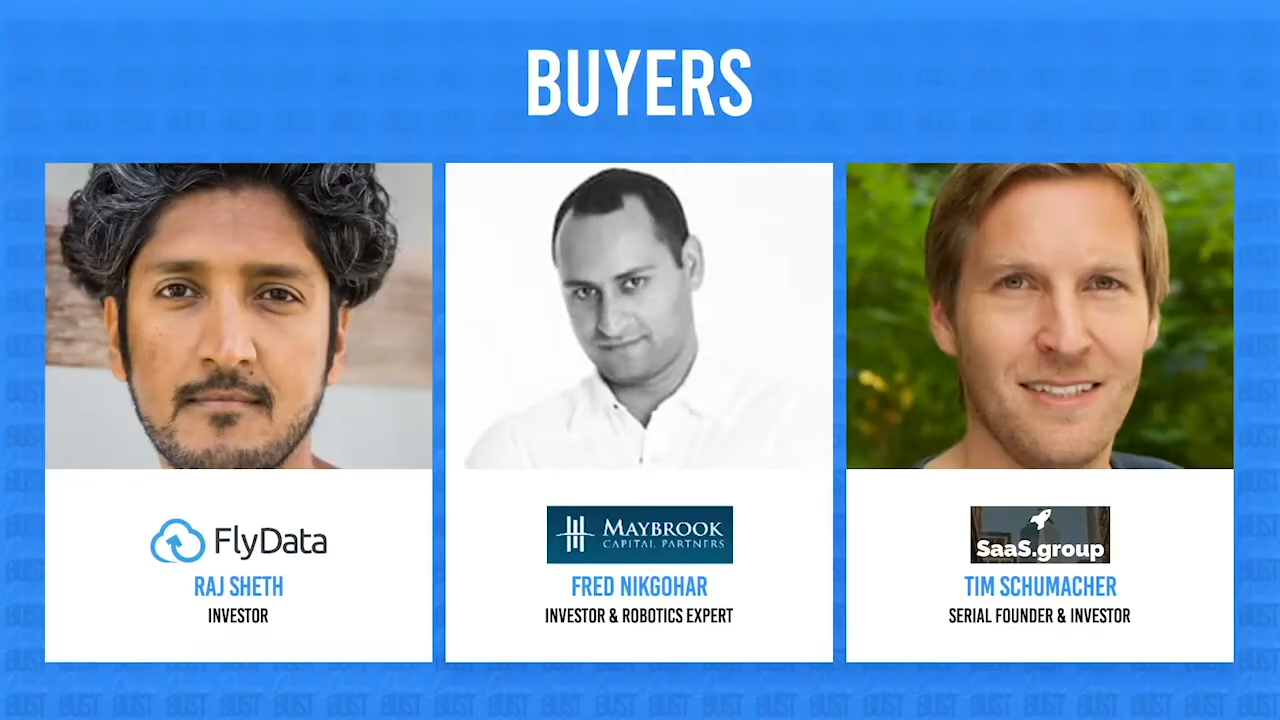 BUYERS
FlyData
RAJ SHETH
INVESTOR
MAYBROOK
CAPITAL PARTNERS
FRED NIKGOHAR
INVESTOR & ROBOTICS EXPERT
SaaS.group
TIM SCHUMACHER
SERIAL FOUNDER & INVESTOR